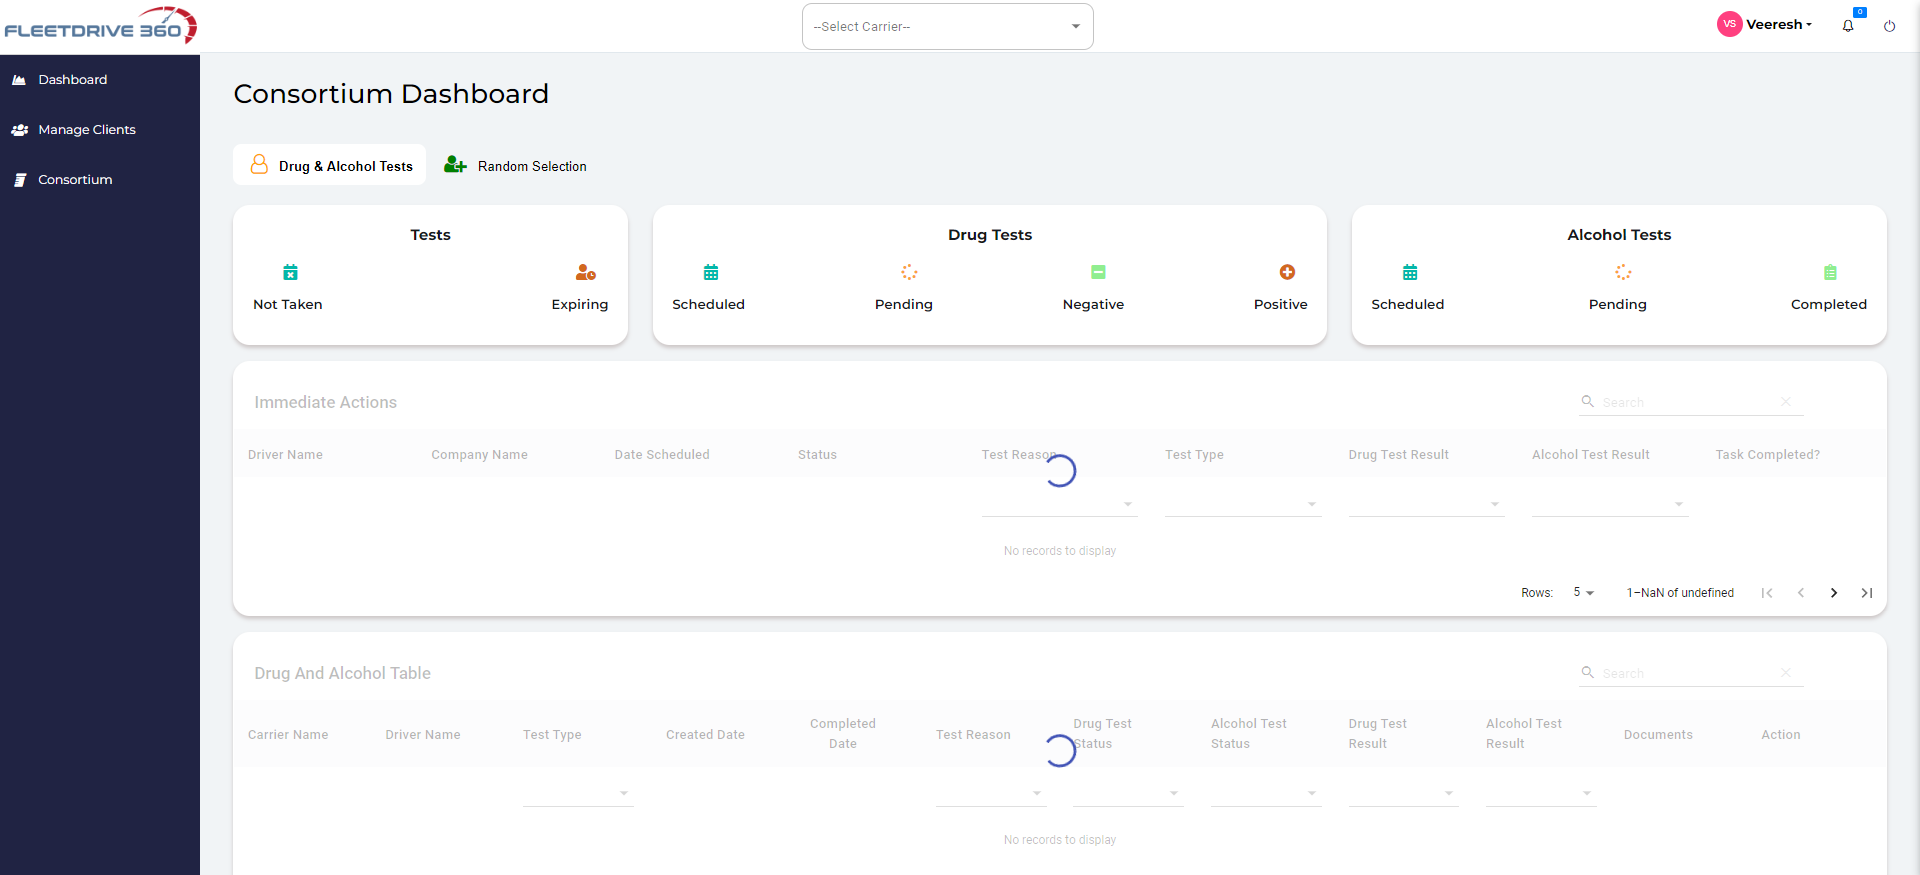 FLEETDRIVE 360
--Select Carrier--
VS Veeresh
0
Dashboard
Manage Clients
Consortium
Consortium Dashboard
Drug & Alcohol Tests
Random Selection
Tests
Not Taken
Expiring
Drug Tests
Scheduled
Pending
Negative
Positive
Alcohol Tests
Scheduled
Pending
Completed
Immediate Actions
Search
Driver Name
Company Name
Date Scheduled
Status
Test Reason
Test Type
Drug Test Result
Alcohol Test Result
Task Completed?
No records to display
Rows: 5
1–NaN of undefined
Drug And Alcohol Table
Search
Carrier Name
Driver Name
Test Type
Created Date
Completed
Date
Test Reason
Drug Test
Status
Alcohol Test
Status
Drug Test
Result
Alcohol Test
Result
Documents
Action
No records to display